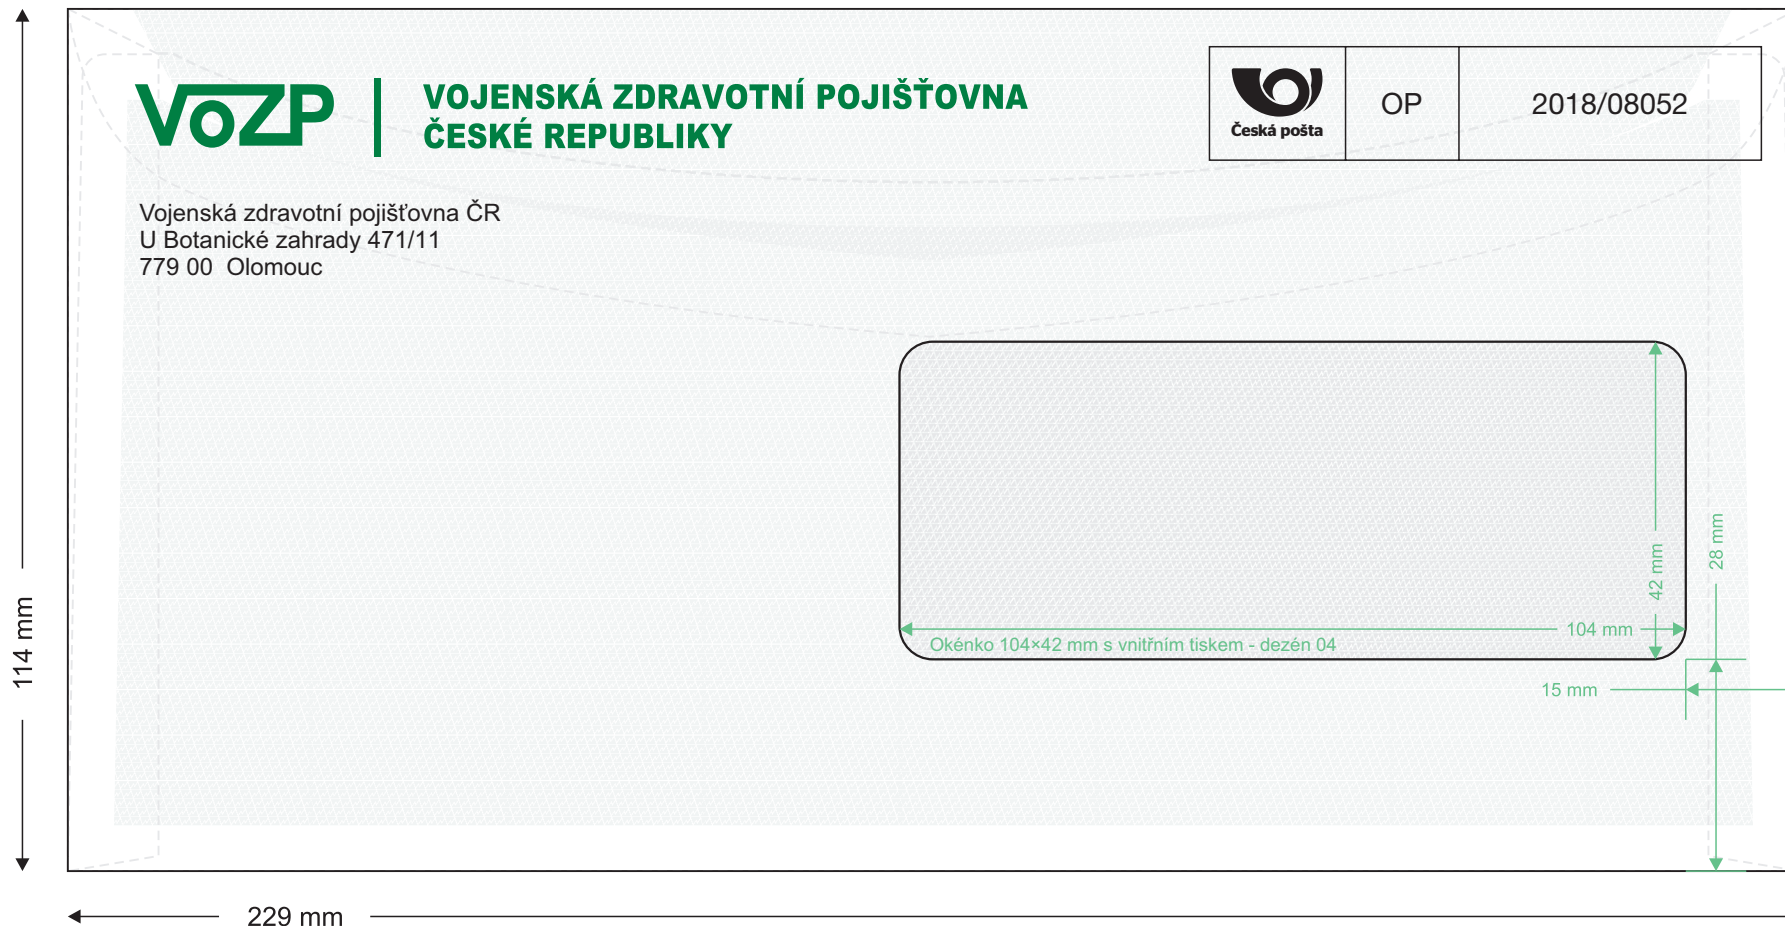 VoZP
VOJENSKÁ ZDRAVOTNÍ POJIŠŤOVNA
ČESKÉ REPUBLIKY
Česká pošta
OP
2018/08052
Vojenská zdravotní pojišťovna ČR
U Botanické zahrady 471/11
779 00 Olomouc
114 mm
42 mm
28 mm
104 mm
Okénko 104×42 mm s vnitřním tiskem - dezén 04
15 mm
229 mm